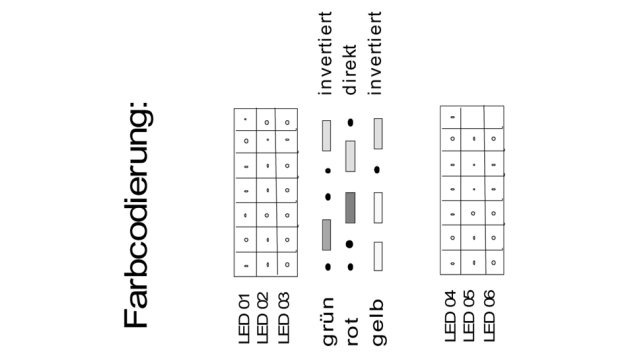 Farbcodierung:
LED 01
LED 02
LED 03
grün invertiert
rot direkt
gelb invertiert
LED 04
LED 05
LED 06